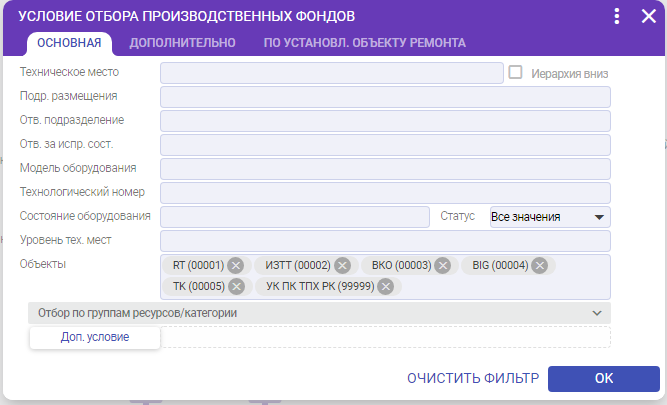 УСЛОВИЕ ОТБОРА ПРОИЗВОДСТВЕННЫХ ФОНДОВ
ОСНОВНАЯ ДОПОЛНИТЕЛЬНО ПО УСТАНОВЛ. ОБЪЕКТУ РЕМОНТА
Техническое место Иерархия вниз
Подр. размещения
Отв. подразделение
Отв. за испр. сост.
Модель оборудования
Технологический номер
Состояние оборудования Статус Все значения
Уровень тех. мест
Объекты RT (00001) ИЗТТ (00002) ВКО (00003) BIG (00004)
ТК (00005) УК ПК ТПХ РК (99999)
Отбор по группам ресурсов/категории
Доп. условие
ОЧИСТИТЬ ФИЛЬТР OK